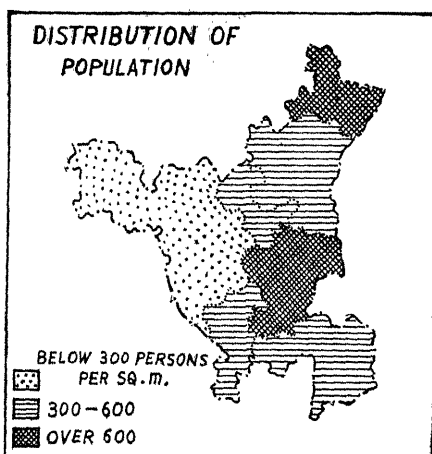 DISTRIBUTION OF
POPULATION
BELOW 300 PERSONS
PER SQ.m.
300-600
OVER 600